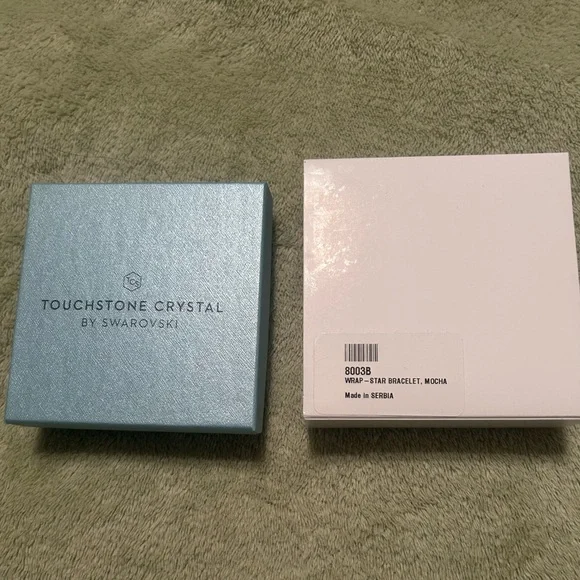 TCS
TOUCHSTONE CRYSTAL
BY SWAROVSKI
8003B
WRAP – STAR BRACELET, MOCHA
Made in SERBIA